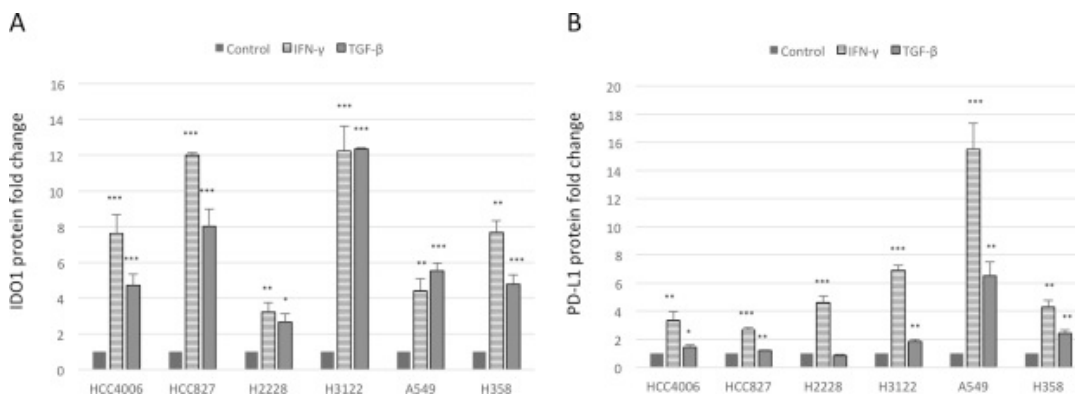 A
Control IFN-γ TGF-β
IDO1 protein fold change
16
14
12
10
8
6
4
2
0
*** *** *** *** ** * *** *** ** *** ** ***
HCC4006 HCC827 H2228 H3122 A549 H358
B
Control IFN-γ TGF-β
PD-L1 protein fold change
20
18
16
14
12
10
8
6
4
2
0
** * *** ** *** *** ** *** ** ** **
HCC4006 HCC827 H2228 H3122 A549 H358